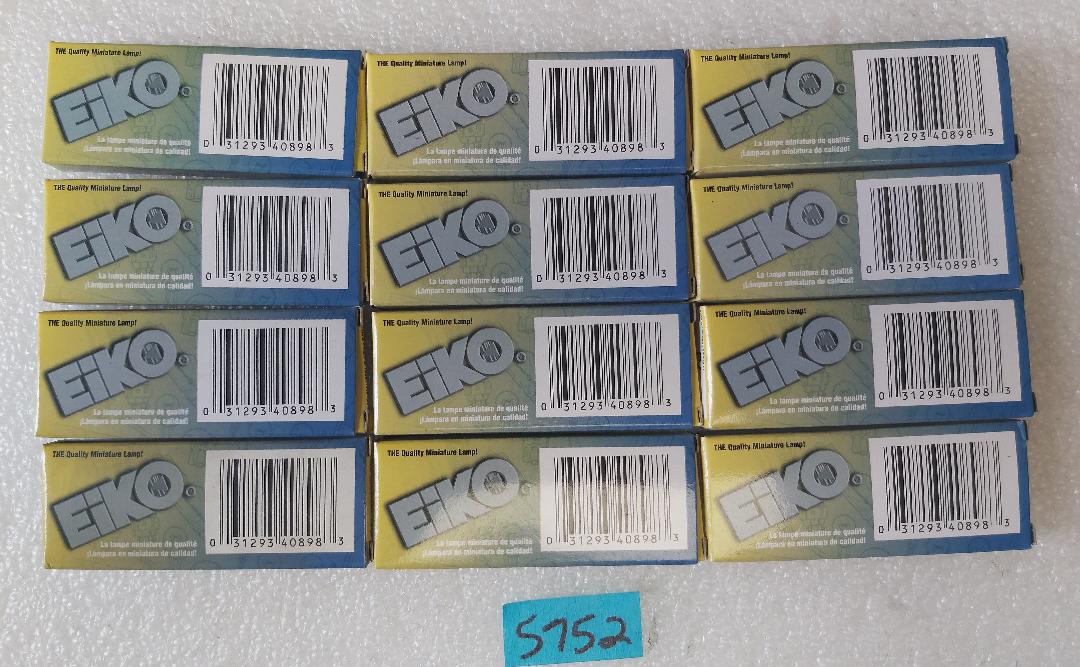 THE Quality Miniature Lamp!
EiKO
La lampe miniature de qualité
¡Lámpara en miniatura de calidad!
0 31293 40898 3
THE Quality Miniature Lamp!
EiKO
La lampe miniature de qualité
¡Lámpara en miniatura de calidad!
0 31293 40898 3
THE Quality Miniature Lamp!
EiKO
La lampe miniature de qualité
¡Lámpara en miniatura de calidad!
0 31293 40898 3
THE Quality Miniature Lamp!
EiKO
La lampe miniature de qualité
¡Lámpara en miniatura de calidad!
0 31293 40898 3
THE Quality Miniature Lamp!
EiKO
La lampe miniature de qualité
¡Lámpara en miniatura de calidad!
0 31293 40898 3
THE Quality Miniature Lamp!
EiKO
La lampe miniature de qualité
¡Lámpara en miniatura de calidad!
0 31293 40898 3
THE Quality Miniature Lamp!
EiKO
La lampe miniature de qualité
¡Lámpara en miniatura de calidad!
0 31293 40898 3
THE Quality Miniature Lamp!
EiKO
La lampe miniature de qualité
¡Lámpara en miniatura de calidad!
0 31293 40898 3
THE Quality Miniature Lamp!
EiKO
La lampe miniature de qualité
¡Lámpara en miniatura de calidad!
0 31293 40898 3
THE Quality Miniature Lamp!
EiKO
La lampe miniature de qualité
¡Lámpara en miniatura de calidad!
0 31293 40898 3
THE Quality Miniature Lamp!
EiKO
La lampe miniature de qualité
¡Lámpara en miniatura de calidad!
0 31293 40898 3
THE Quality Miniature Lamp!
EiKO
La lampe miniature de qualité
¡Lámpara en miniatura de calidad!
0 31293 40898 3
5752